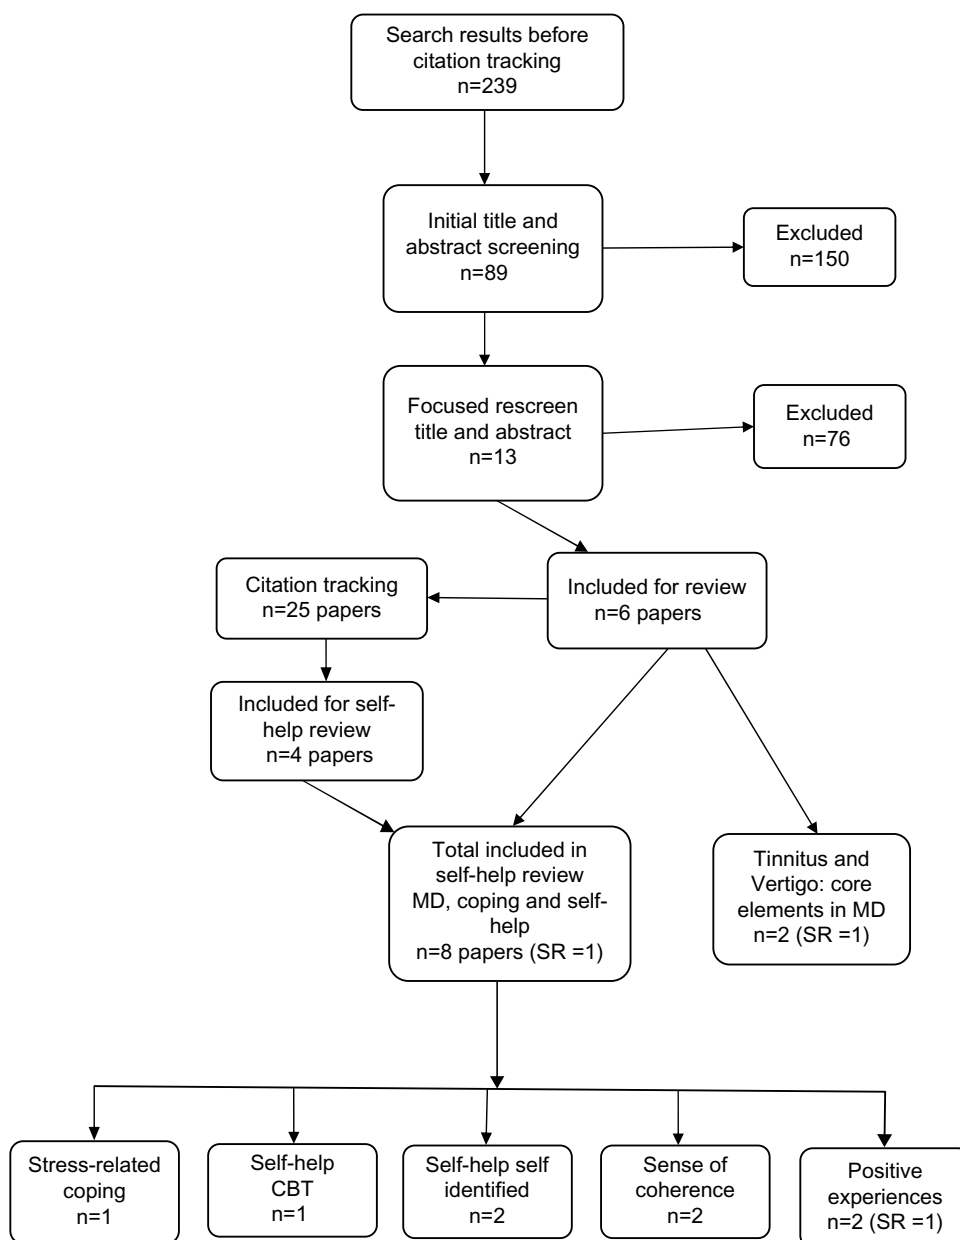 Search results before
citation tracking
n=239
Initial title and
abstract screening
n=89
Excluded
n=150
Focused rescreen
title and abstract
n=13
Excluded
n=76
Included for review
n=6 papers
Citation tracking
n=25 papers
Included for self-
help review
n=4 papers
Total included in
self-help review
MD, coping and self-
help
n=8 papers (SR =1)
Tinnitus and
Vertigo: core
elements in MD
n=2 (SR =1)
Stress-related
coping
n=1
Self-help
CBT
n=1
Self-help self
identified
n=2
Sense of
coherence
n=2
Positive
experiences
n=2 (SR =1)